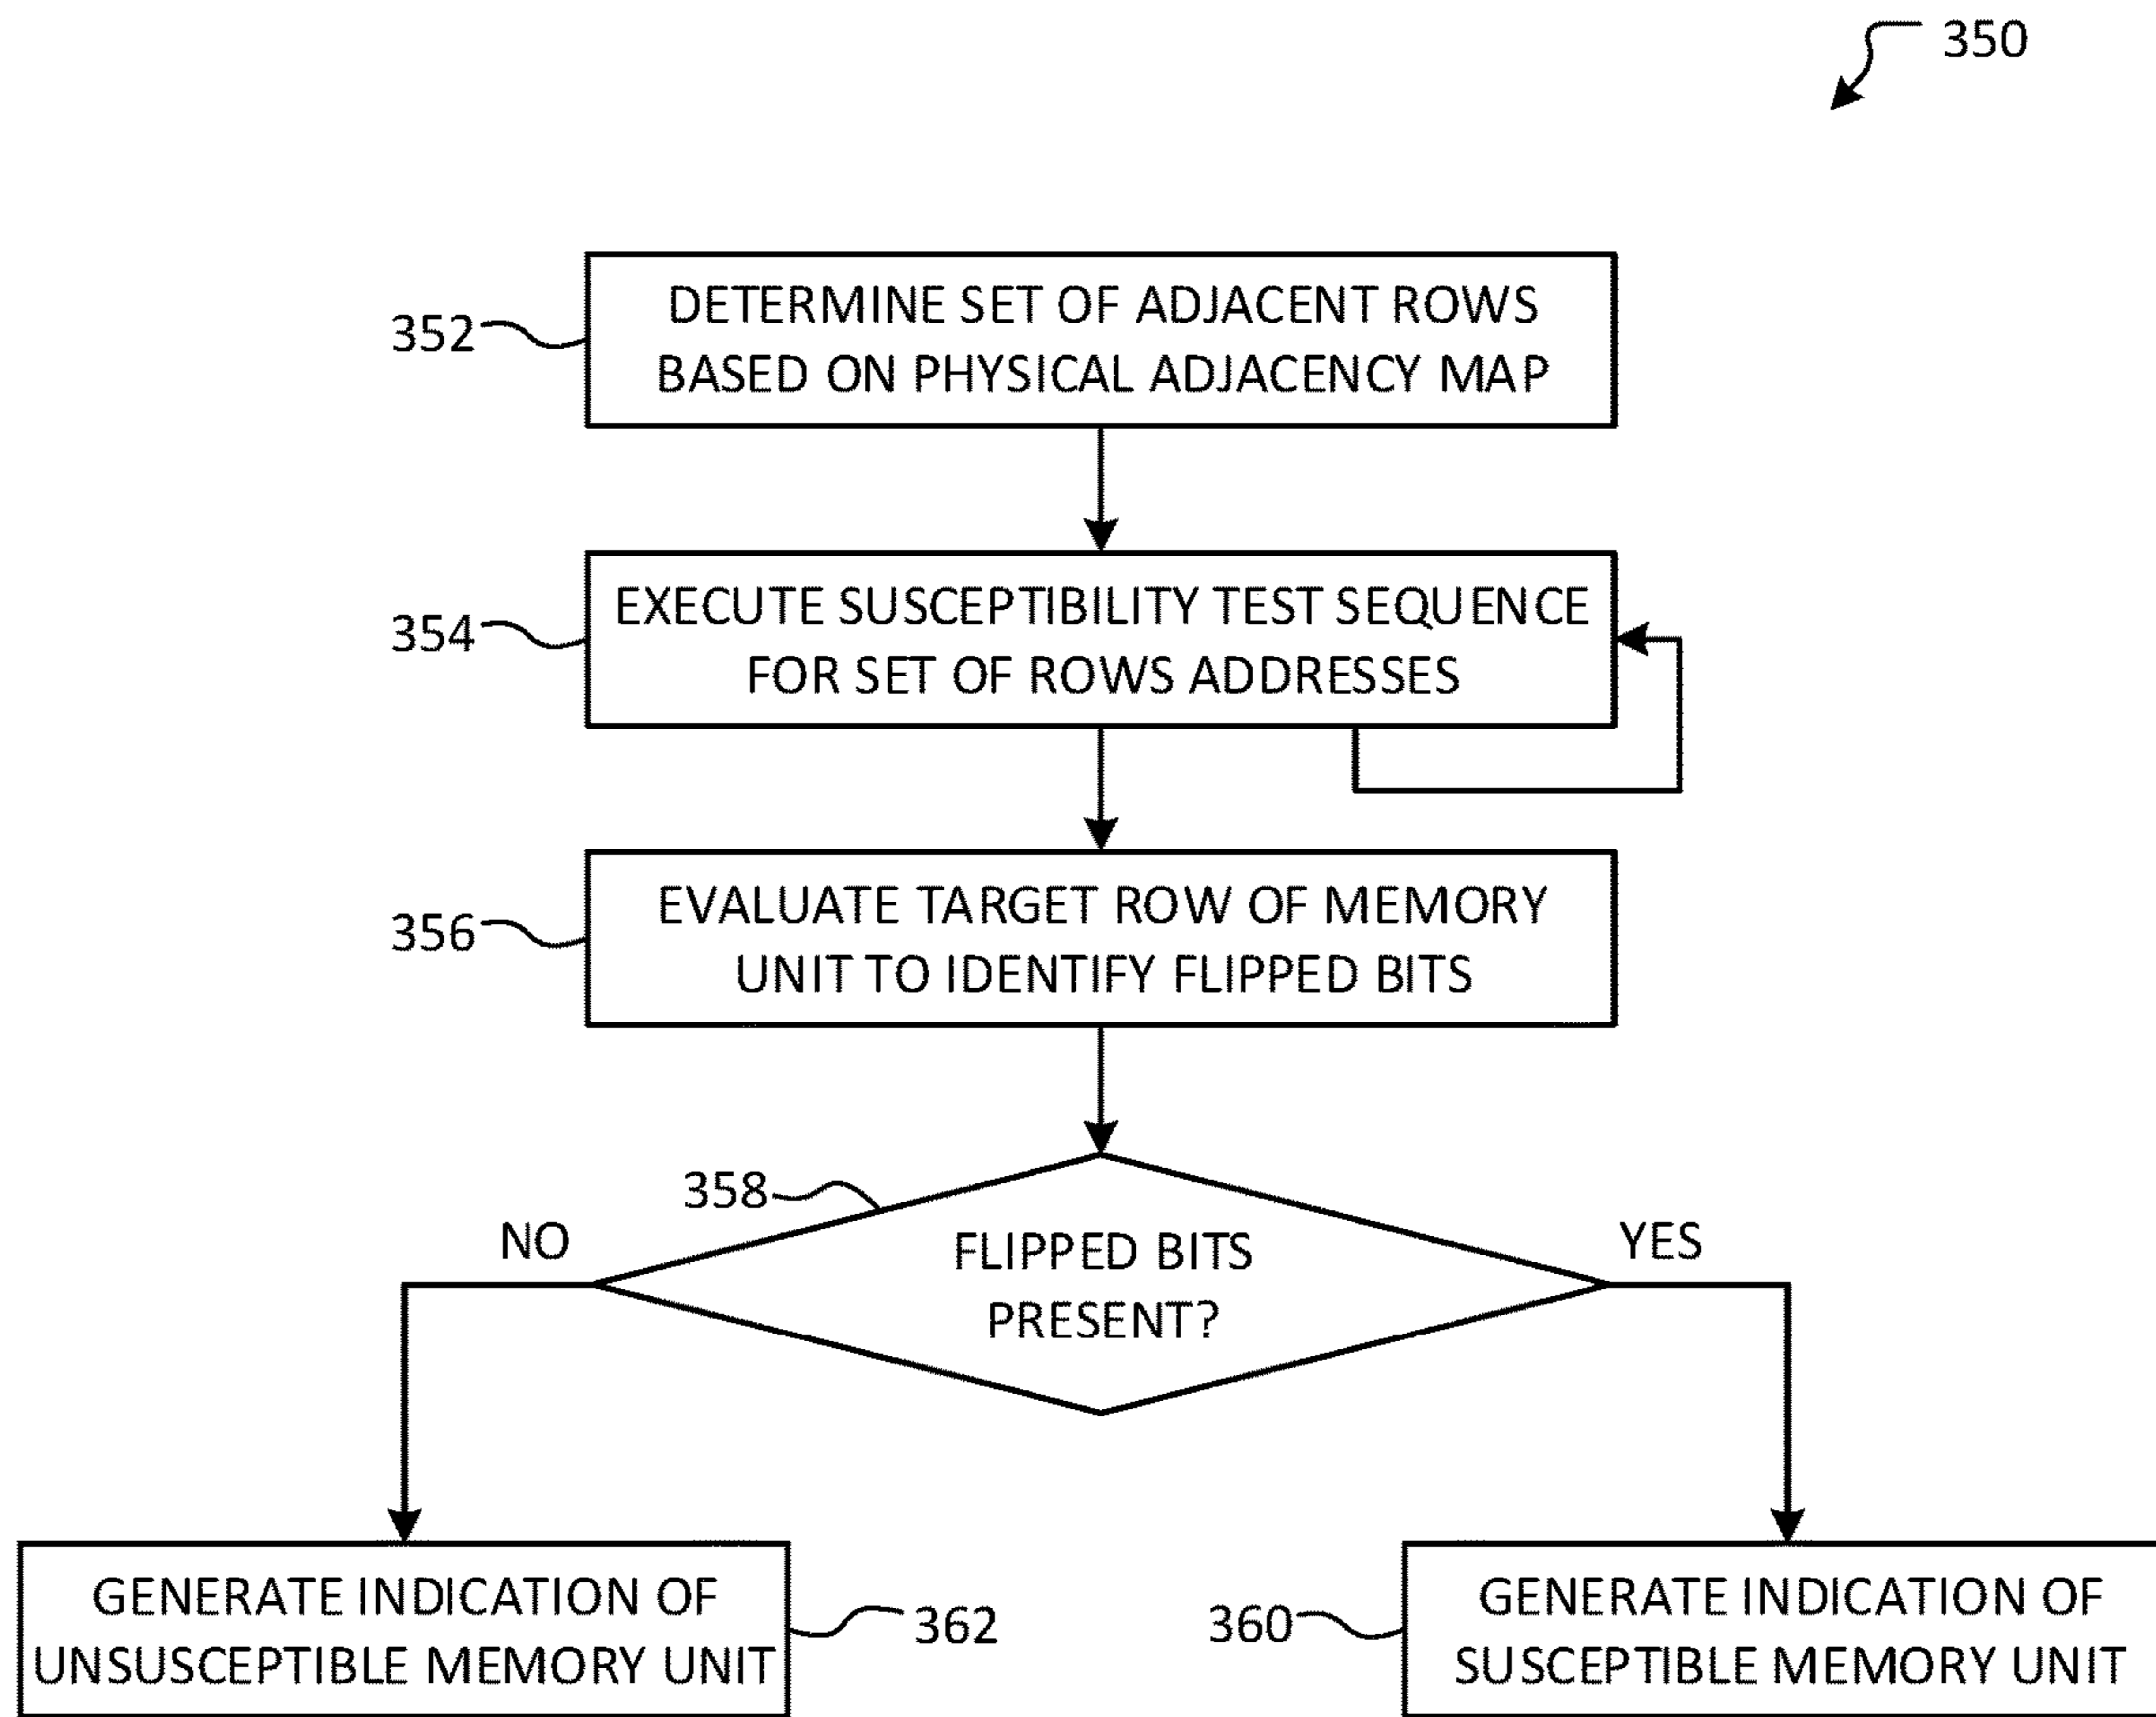 350
352
DETERMINE SET OF ADJACENT ROWS
BASED ON PHYSICAL ADJACENCY MAP
354
EXECUTE SUSCEPTIBILITY TEST SEQUENCE
FOR SET OF ROWS ADDRESSES
356
EVALUATE TARGET ROW OF MEMORY
UNIT TO IDENTIFY FLIPPED BITS
358
NO
FLIPPED BITS
PRESENT?
YES
GENERATE INDICATION OF
UNSUSCEPTIBLE MEMORY UNIT
362
360
GENERATE INDICATION OF
SUSCEPTIBLE MEMORY UNIT